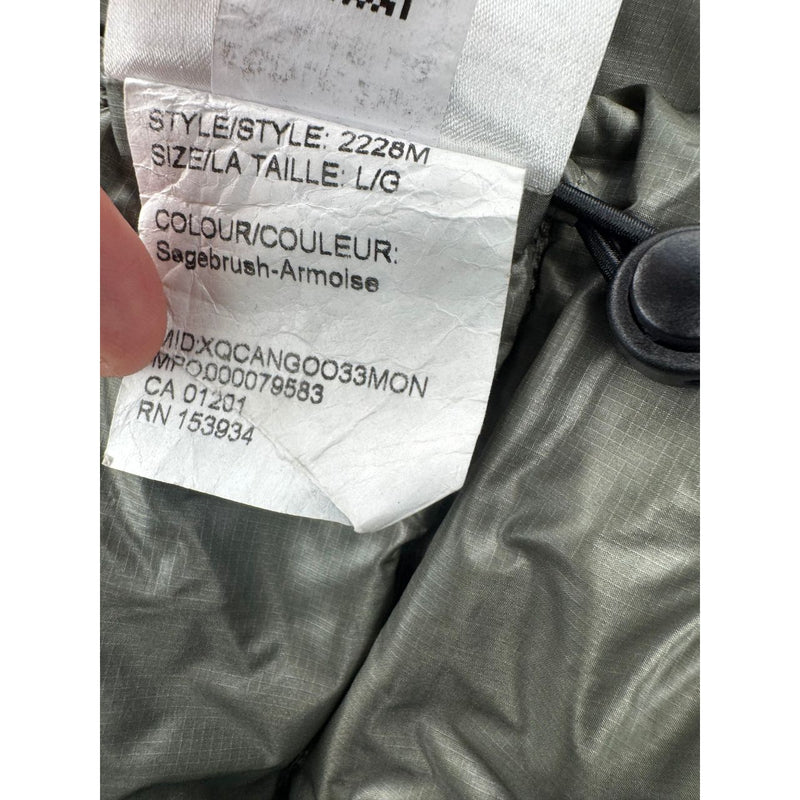 STYLE/STYLE: 2228M
SIZE/LA TAILLE: L/G
COLOUR/COULEUR:
Sagebrush-Armoise
MID:XQCANGOO33MON
MPO:000079583
CA 01201
RN 153934